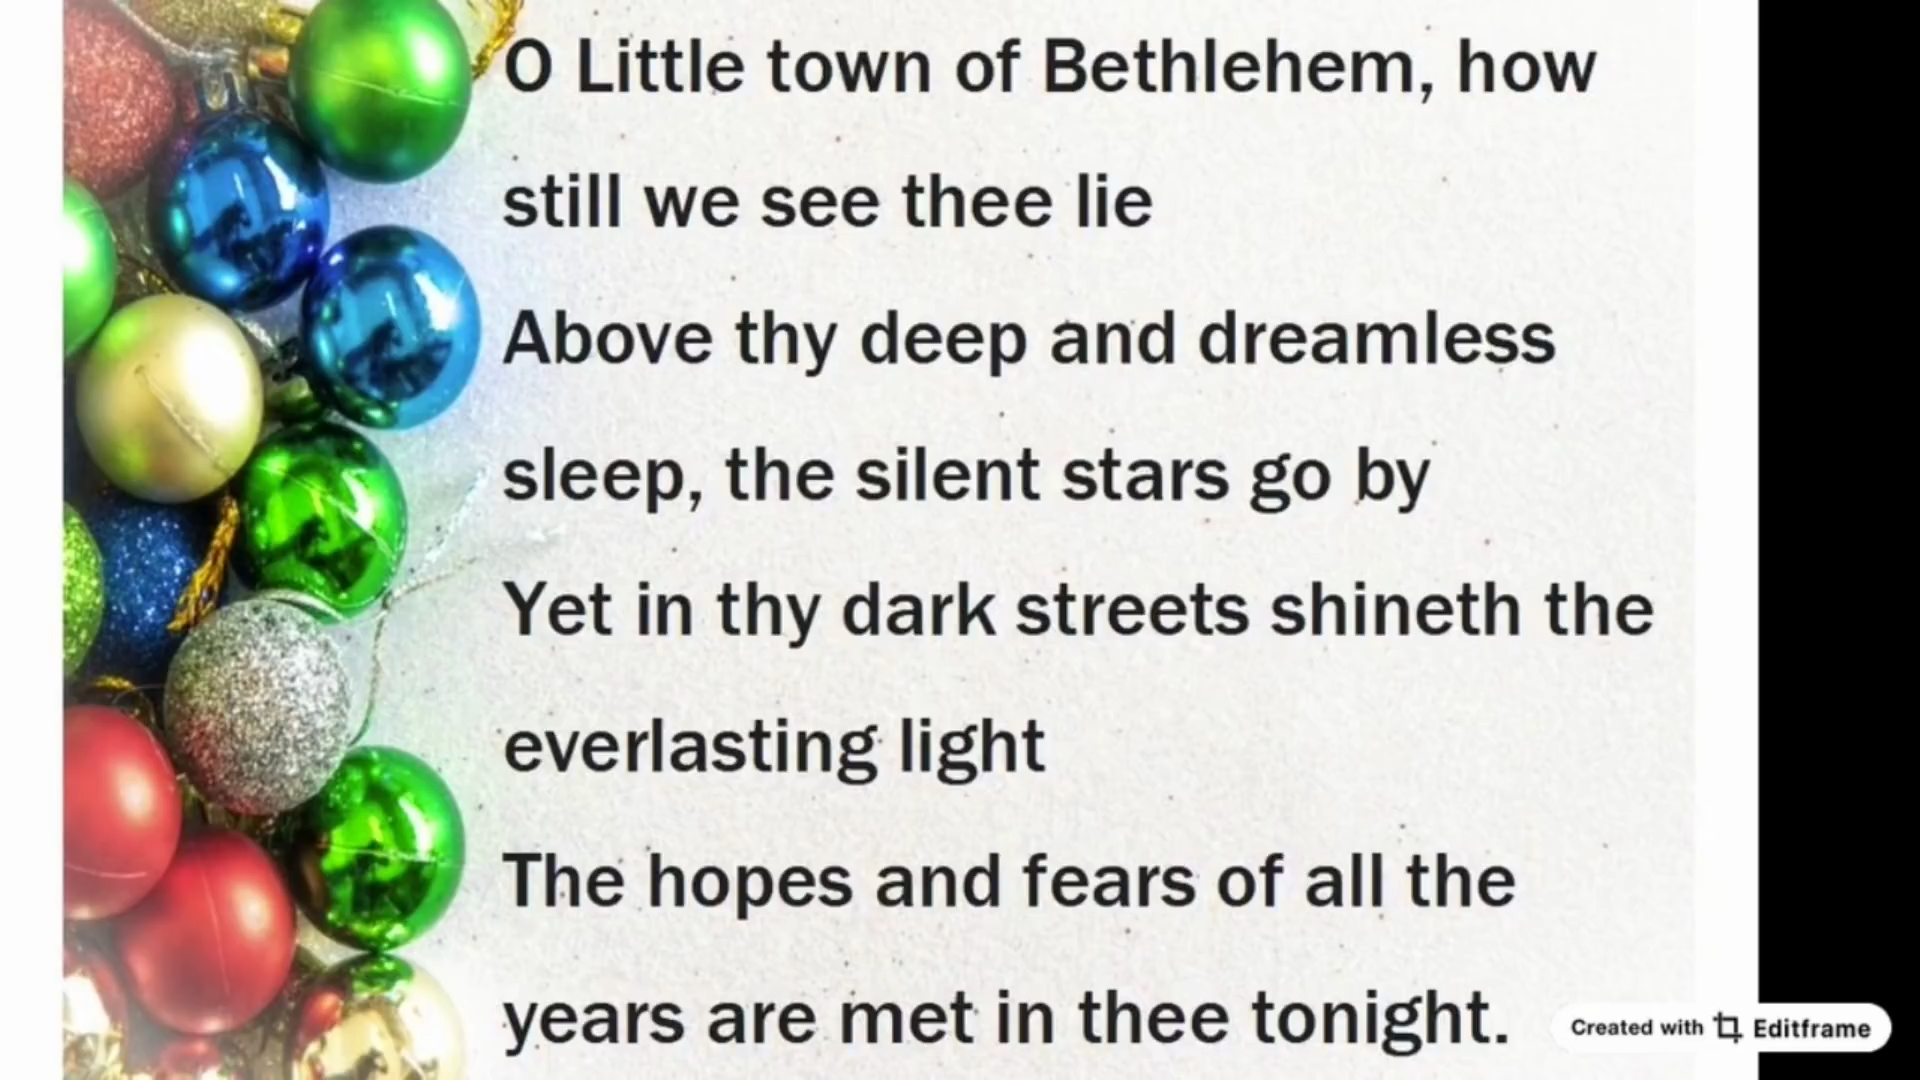 O Little town of Bethlehem, how
still we see thee lie
Above thy deep and dreamless
sleep, the silent stars go by
Yet in thy dark streets shineth the
everlasting light
The hopes and fears of all the
years are met in thee tonight.
Created with Editframe